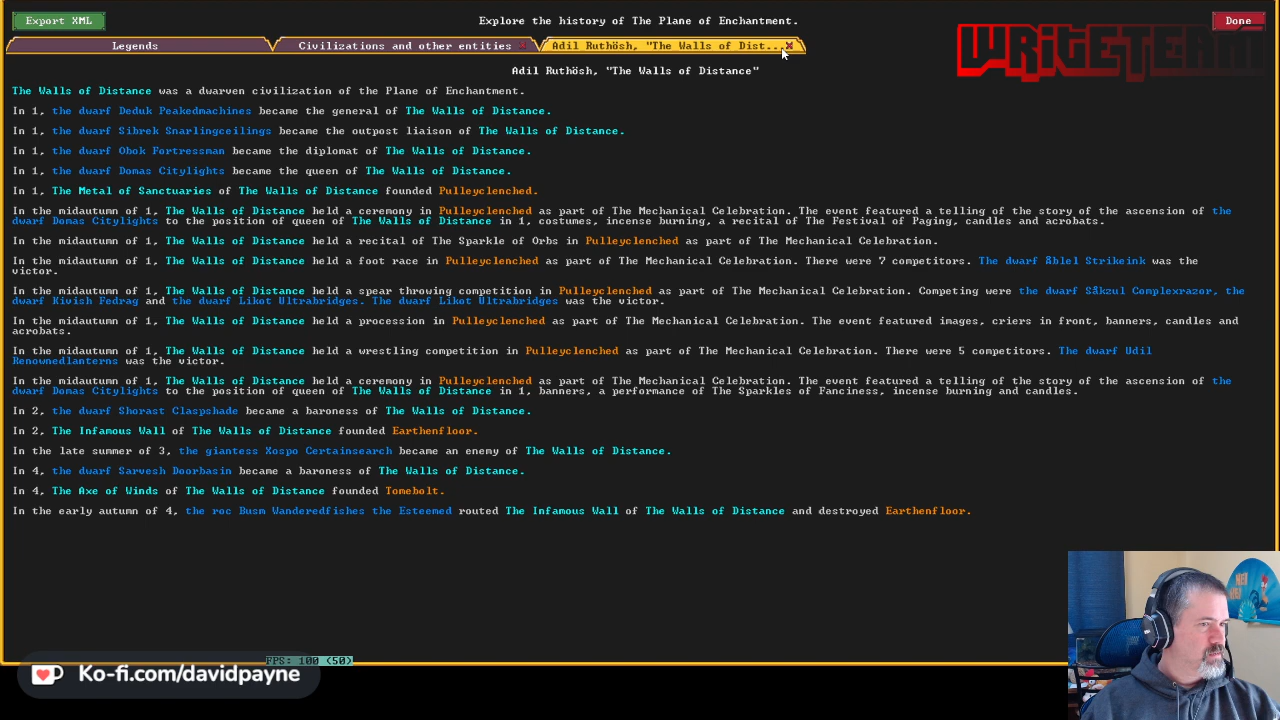 Export XML
Explore the history of The Plane of Enchantment.
Done
Legends
Civilizations and other entities
Adil Ruthösh, "The Walls of Dist...
WRITETEAM
Adil Ruthösh, "The Walls of Distance"
The Walls of Distance was a dwarven civilization of the Plane of Enchantment.
In 1, the dwarf Deduk Peakedmachines became the general of The Walls of Distance.
In 1, the dwarf Sibrek Snarlingceilings became the outpost liaison of The Walls of Distance.
In 1, the dwarf Obok Fortressman became the diplomat of The Walls of Distance.
In 1, the dwarf Domas Citylights became the queen of The Walls of Distance.
In 1, The Metal of Sanctuaries of The Walls of Distance founded Pulleyclenched.
In the midautumn of 1, The Walls of Distance held a ceremony in Pulleyclenched as part of The Mechanical Celebration. The event featured a telling of the story of the ascension of the
dwarf Domas Citylights to the position of queen of The Walls of Distance in 1, costumes, incense burning, a recital of The Festival of Paging, candles and acrobats.
In the midautumn of 1, The Walls of Distance held a recital of The Sparkle of Orbs in Pulleyclenched as part of The Mechanical Celebration.
In the midautumn of 1, The Walls of Distance held a foot race in Pulleyclenched as part of The Mechanical Celebration. There were 7 competitors. The dwarf Åblel Strikeink was the
victor.
In the midautumn of 1, The Walls of Distance held a spear throwing competition in Pulleyclenched as part of The Mechanical Celebration. Competing were the dwarf Såkzul Complexrazor, the
dwarf Kivish Fedrag and the dwarf Likot Ultrabridges. The dwarf Likot Ultrabridges was the victor.
In the midautumn of 1, The Walls of Distance held a procession in Pulleyclenched as part of The Mechanical Celebration. The event featured images, criers in front, banners, candles and
acrobats.
In the midautumn of 1, The Walls of Distance held a wrestling competition in Pulleyclenched as part of The Mechanical Celebration. There were 5 competitors. The dwarf Udil
Renownedlanterns was the victor.
In the midautumn of 1, The Walls of Distance held a ceremony in Pulleyclenched as part of The Mechanical Celebration. The event featured a telling of the story of the ascension of the
dwarf Domas Citylights to the position of queen of The Walls of Distance in 1, banners, a performance of The Sparkles of Fanciness, incense burning and candles.
In 2, the dwarf Shorast Claspshade became a baroness of The Walls of Distance.
In 2, The Infamous Wall of The Walls of Distance founded Earthenfloor.
In the late summer of 3, the giantess Xospo Certainsearch became an enemy of The Walls of Distance.
In 4, the dwarf Sarvesh Doorbasin became a baroness of The Walls of Distance.
In 4, The Axe of Winds of The Walls of Distance founded Tomebolt.
In the early autumn of 4, the roc Busm Wanderedfishes the Esteemed routed The Infamous Wall of The Walls of Distance and destroyed Earthenfloor.
FPS: 100 (50)
Ko-fi.com/davidpayne